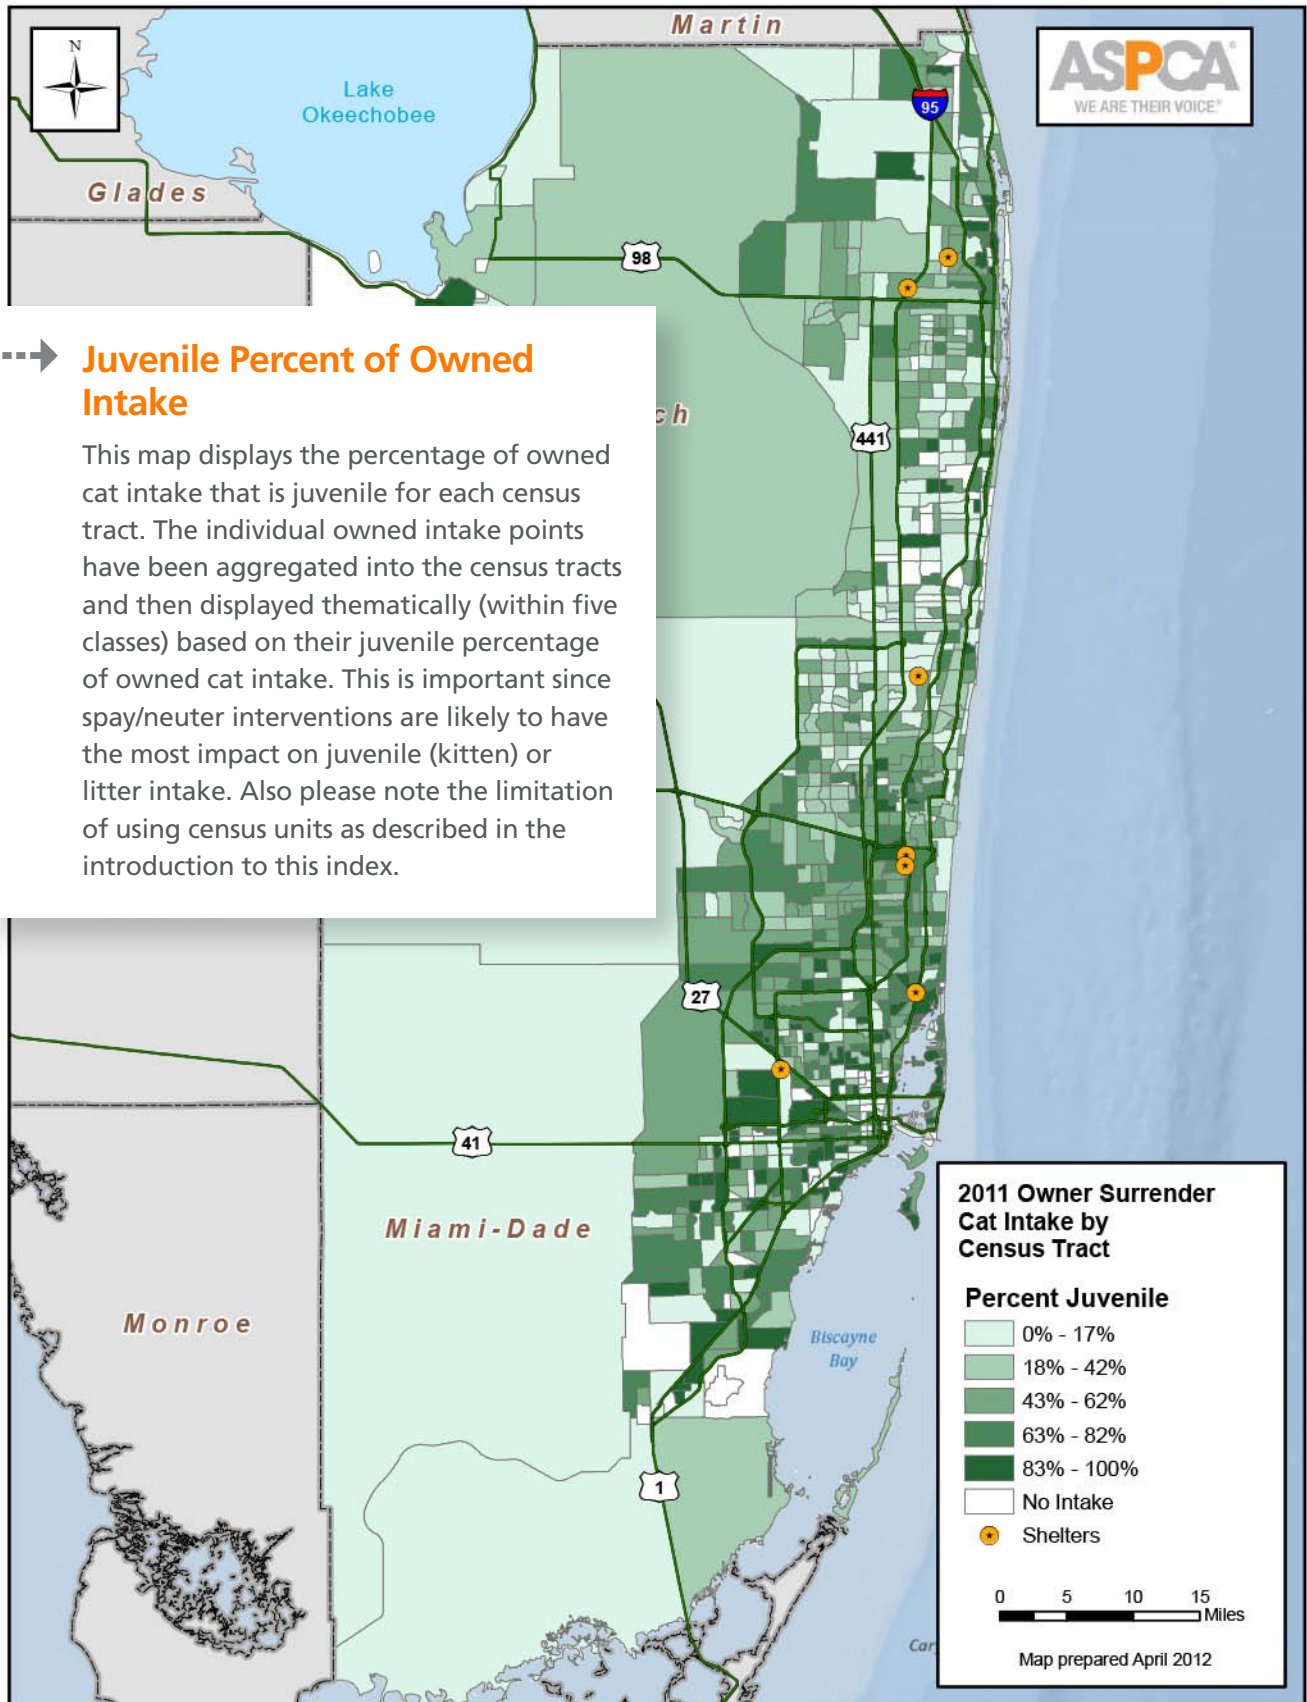 Martin
N
ASPCA®
WE ARE THEIR VOICE®
Lake
Okeechobee
95
Glades
98
Juvenile Percent of Owned
Intake
This map displays the percentage of owned
cat intake that is juvenile for each census
tract. The individual owned intake points
have been aggregated into the census tracts
and then displayed thematically (within five
classes) based on their juvenile percentage
of owned cat intake. This is important since
spay/neuter interventions are likely to have
the most impact on juvenile (kitten) or
litter intake. Also please note the limitation
of using census units as described in the
introduction to this index.
ch
441
27
41
Miami-Dade
Monroe
Biscayne
Bay
1
2011 Owner Surrender
Cat Intake by
Census Tract
Percent Juvenile
0% - 17%
18% - 42%
43% - 62%
63% - 82%
83% - 100%
No Intake
Shelters
0 5 10 15
Miles
Map prepared April 2012
Car